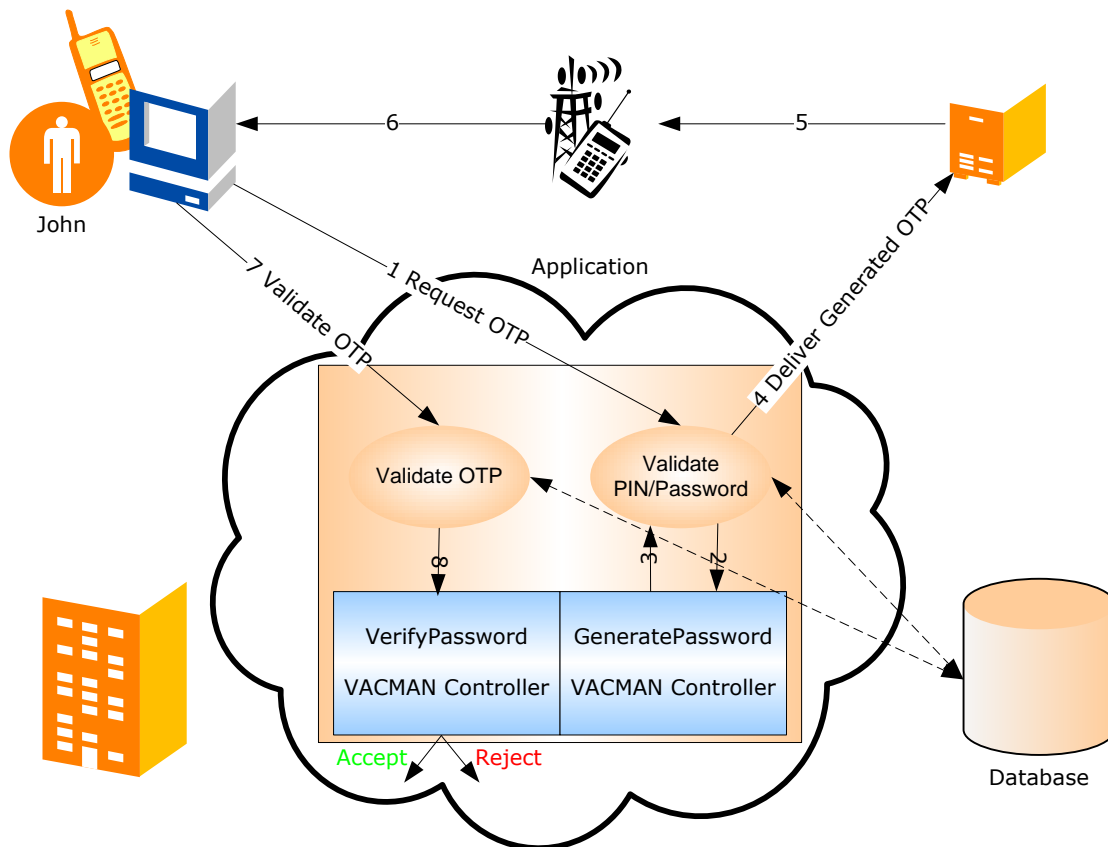 6
5
John
Application
7 Validate OTP
1 Request OTP
4 Deliver Generated OTP
Validate OTP
Validate
PIN/Password
8
3
2
VerifyPassword
VACMAN Controller
GeneratePassword
VACMAN Controller
Accept
Reject
Database